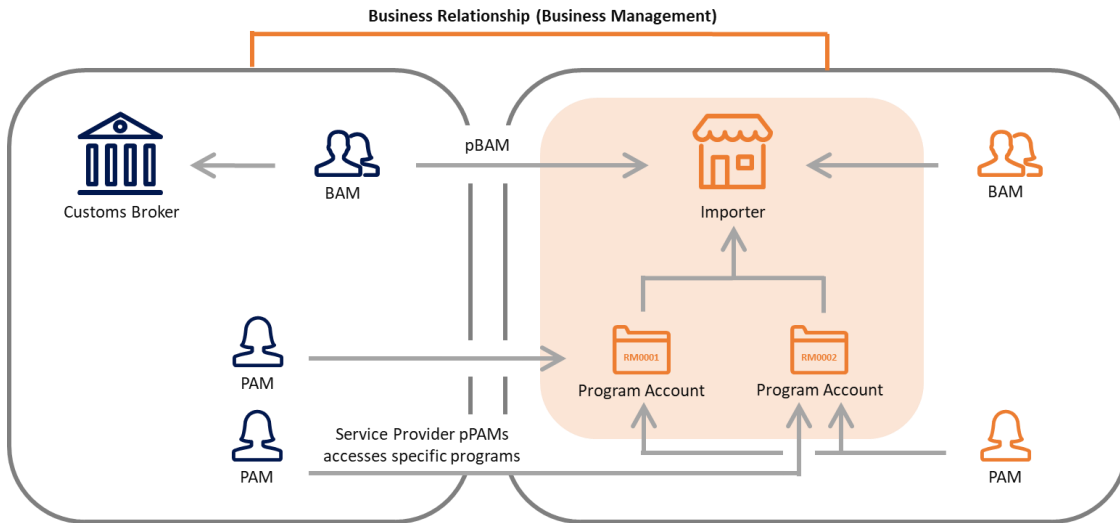 Business Relationship (Business Management)
pBAM
Customs Broker
BAM
Importer
BAM
RM0001
RM0002
PAM
Program Account
Program Account
Service Provider pPAMs
accesses specific programs
PAM
PAM